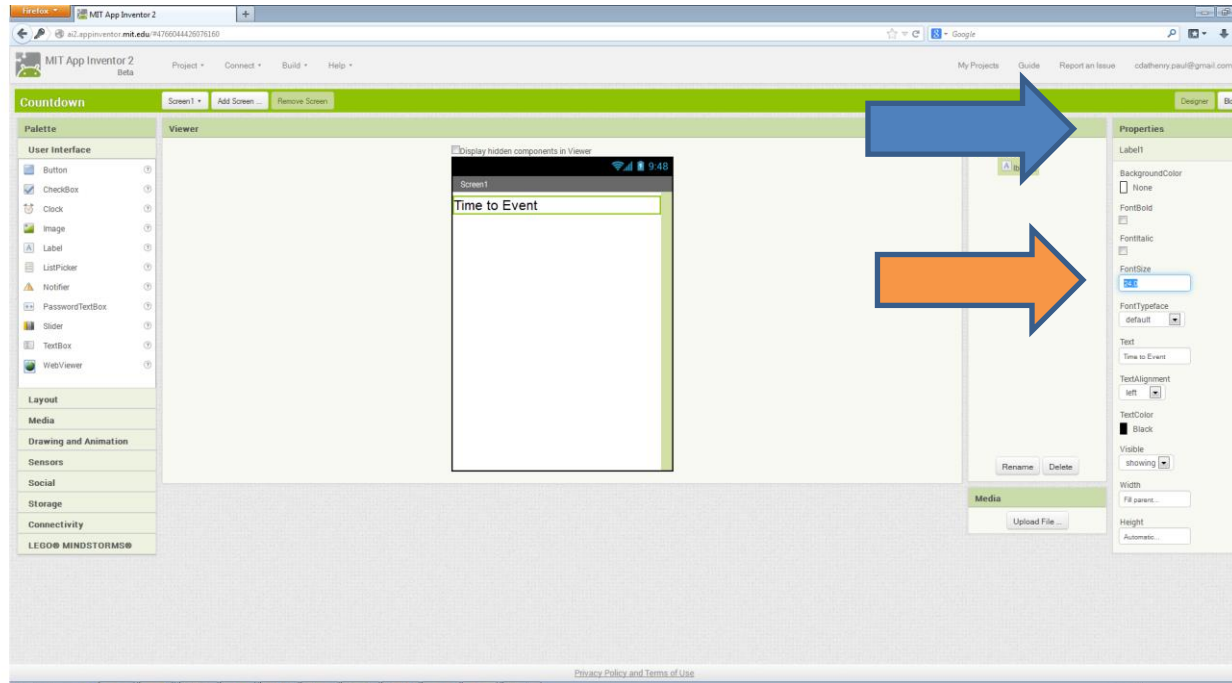 Firefox
MIT App Inventor 2
+
ai2.appinventor.mit.edu/#4766044426076160
Google
MIT App Inventor 2
Beta
Project
Connect
Build
Help
My Projects
Guide
Report an Issue
cdathenry.paul@gmail.com
Countdown
Screen1
Add Screen ...
Remove Screen
Designer
Palette
Viewer
Properties
User Interface
Button
CheckBox
Clock
Image
Label
ListPicker
Notifier
PasswordTextBox
Slider
TextBox
WebViewer
Layout
Media
Drawing and Animation
Sensors
Social
Storage
Connectivity
LEGO® MINDSTORMS®
Display hidden components in Viewer
9:48
Screen1
Time to Event
Rename
Delete
Media
Upload File ...
Label1
BackgroundColor
None
FontBold
FontItalic
FontSize
24.0
FontTypeface
default
Text
Time to Event
TextAlignment
left
TextColor
Black
Visible
showing
Width
Fill parent...
Height
Automatic...
Privacy Policy and Terms of Use